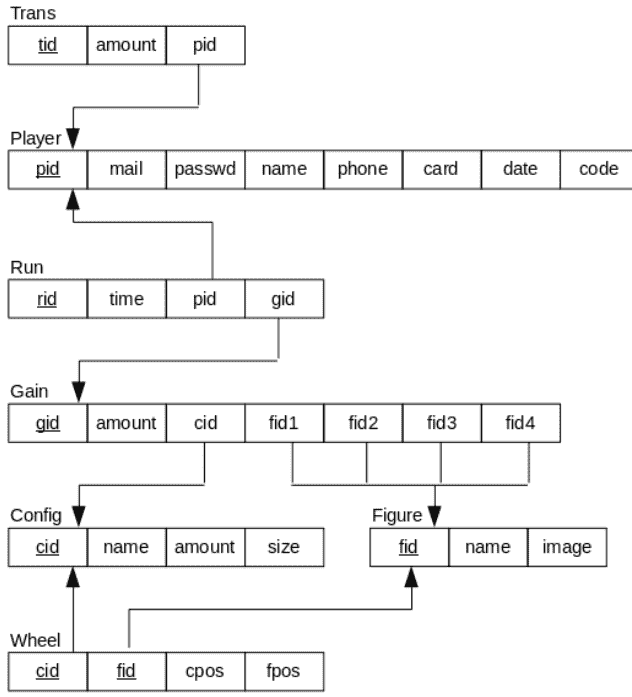 Trans
tid amount pid
Player
pid mail passwd name phone card date code
Run
rid time pid gid
Gain
gid amount cid fid1 fid2 fid3 fid4
Config Figure
cid name amount size fid name image
Wheel
cid fid cpos fpos